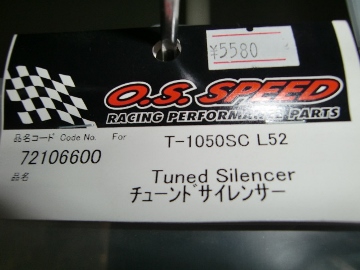 ¥5580
O.S. SPEED
RACING PERFORMANCE PARTS
品名コード Code No. For T-1050SC L52
72106600
品名 Tuned Silencer
チューンドサイレンサー